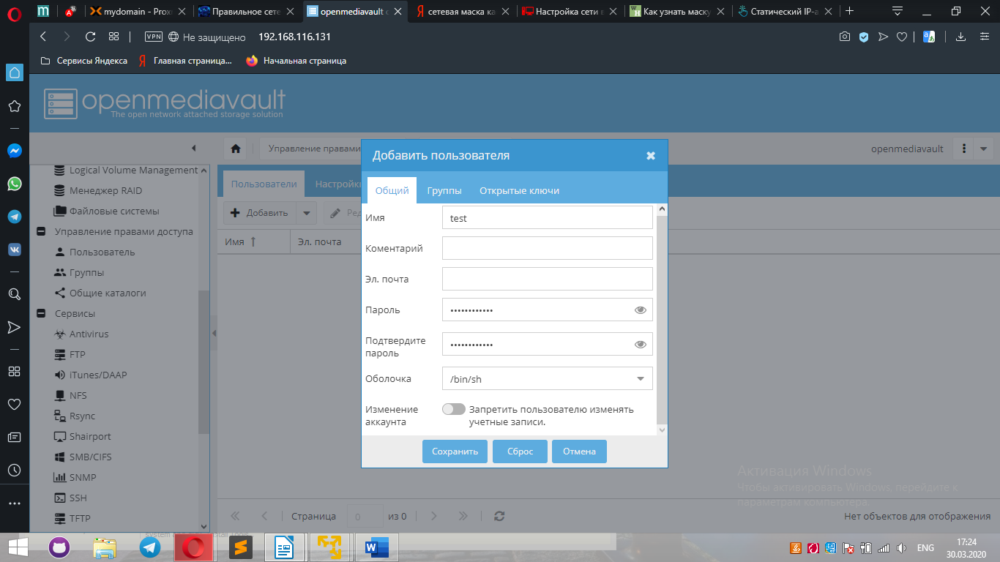 mydomain - Prox
Правильное сете
openmediavault c
сетевая маска ка
Настройка сети в
Как узнать маску
Статический IP-а
VPN
Не защищено
192.168.116.131
Сервисы Яндекса
Главная страница...
Начальная страница
openmediavault
The open network attached storage solution
Управление правами
openmediavault
Logical Volume Management
Менеджер RAID
Файловые системы
Управление правами доступа
Пользователь
Группы
Общие каталоги
Сервисы
Antivirus
FTP
iTunes/DAAP
NFS
Rsync
Shairport
SMB/CIFS
SNMP
SSH
TFTP
Пользователи
Настройки
Добавить
Ред
Имя
Эл. почта
Добавить пользователя
Общий
Группы
Открытые ключи
Имя
test
Коментарий
Эл. почта
Пароль
••••••••••••
Подтвердите
пароль
••••••••••••
Оболочка
/bin/sh
Изменение
аккаунта
Запретить пользователю изменять
учетные записи.
Сохранить
Сброс
Отмена
Активация Windows
Чтобы активировать Windows, перейдите к
параметрам компьютера.
Страница
0
из 0
Нет объектов для отображения
ENG
17:24
30.03.2020